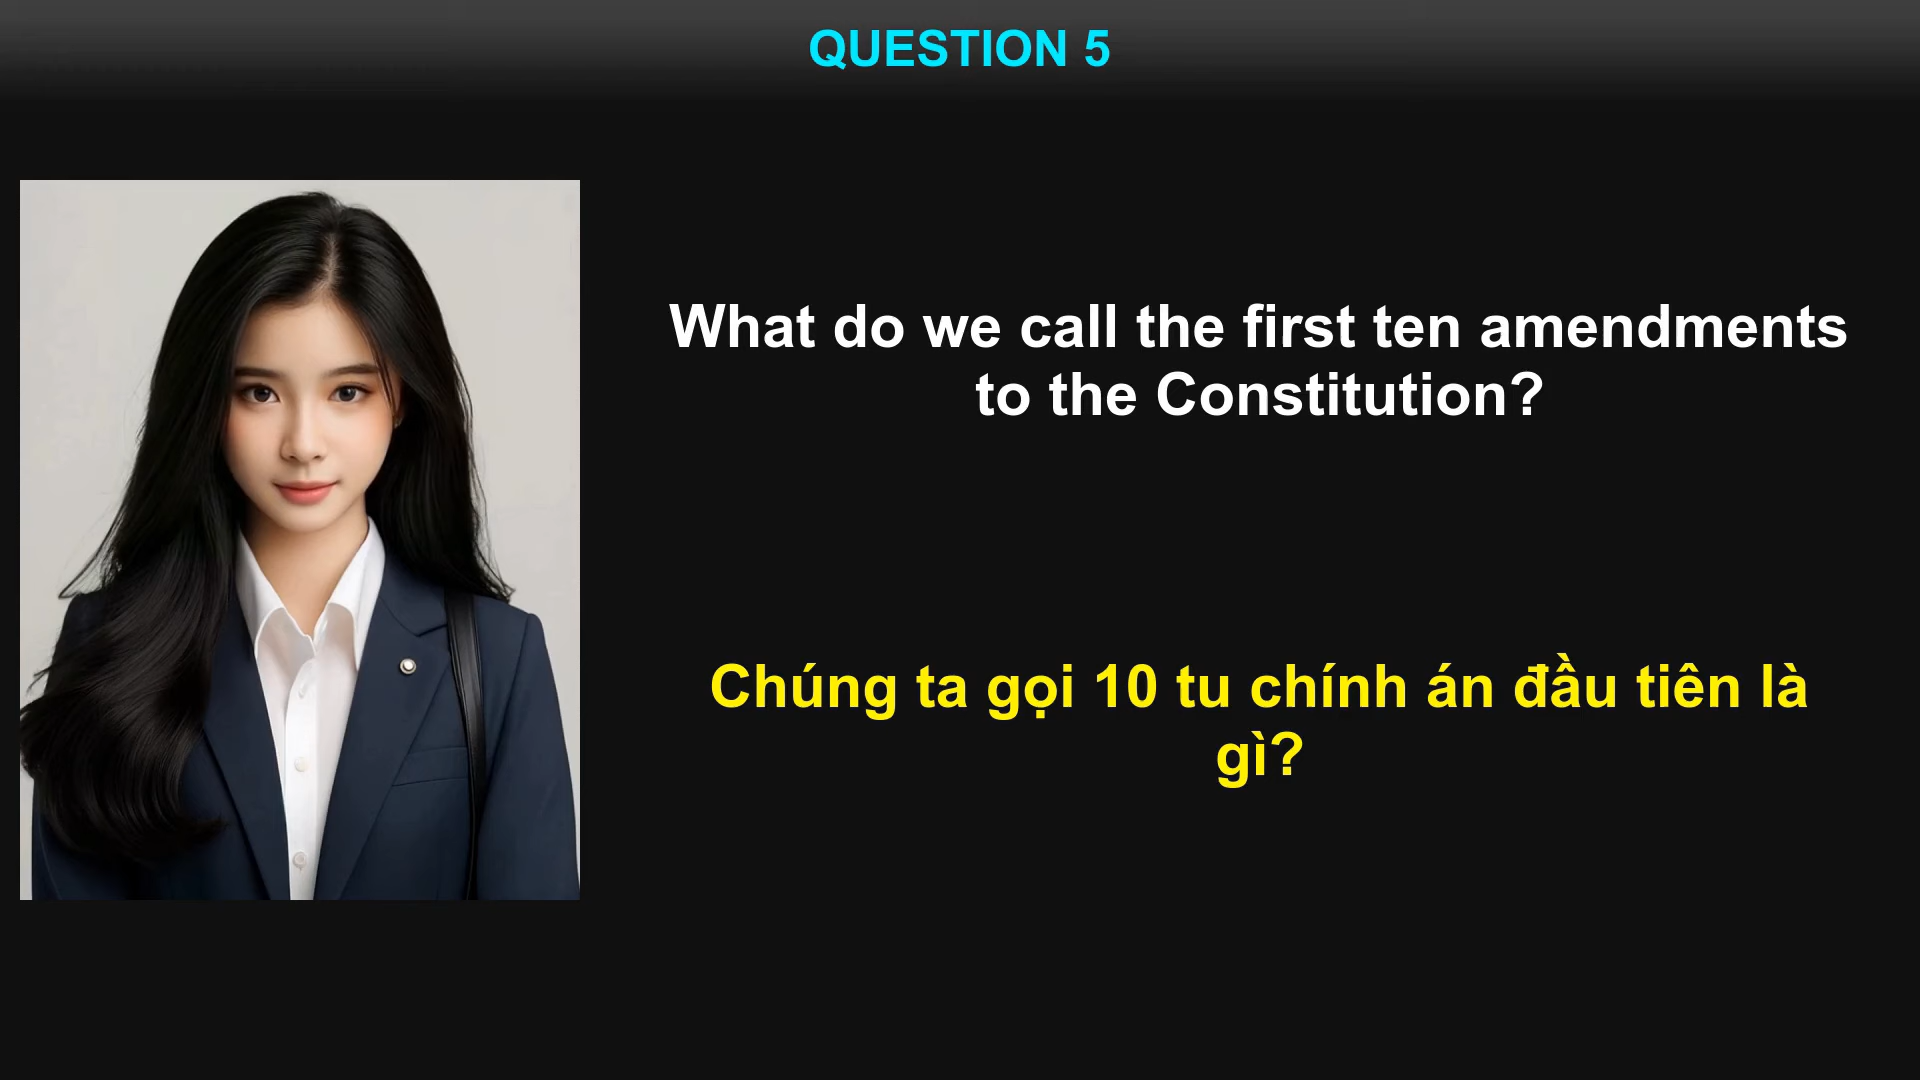 QUESTION 5
What do we call the first ten amendments
to the Constitution?
Chúng ta gọi 10 tu chính án đầu tiên là
gì?